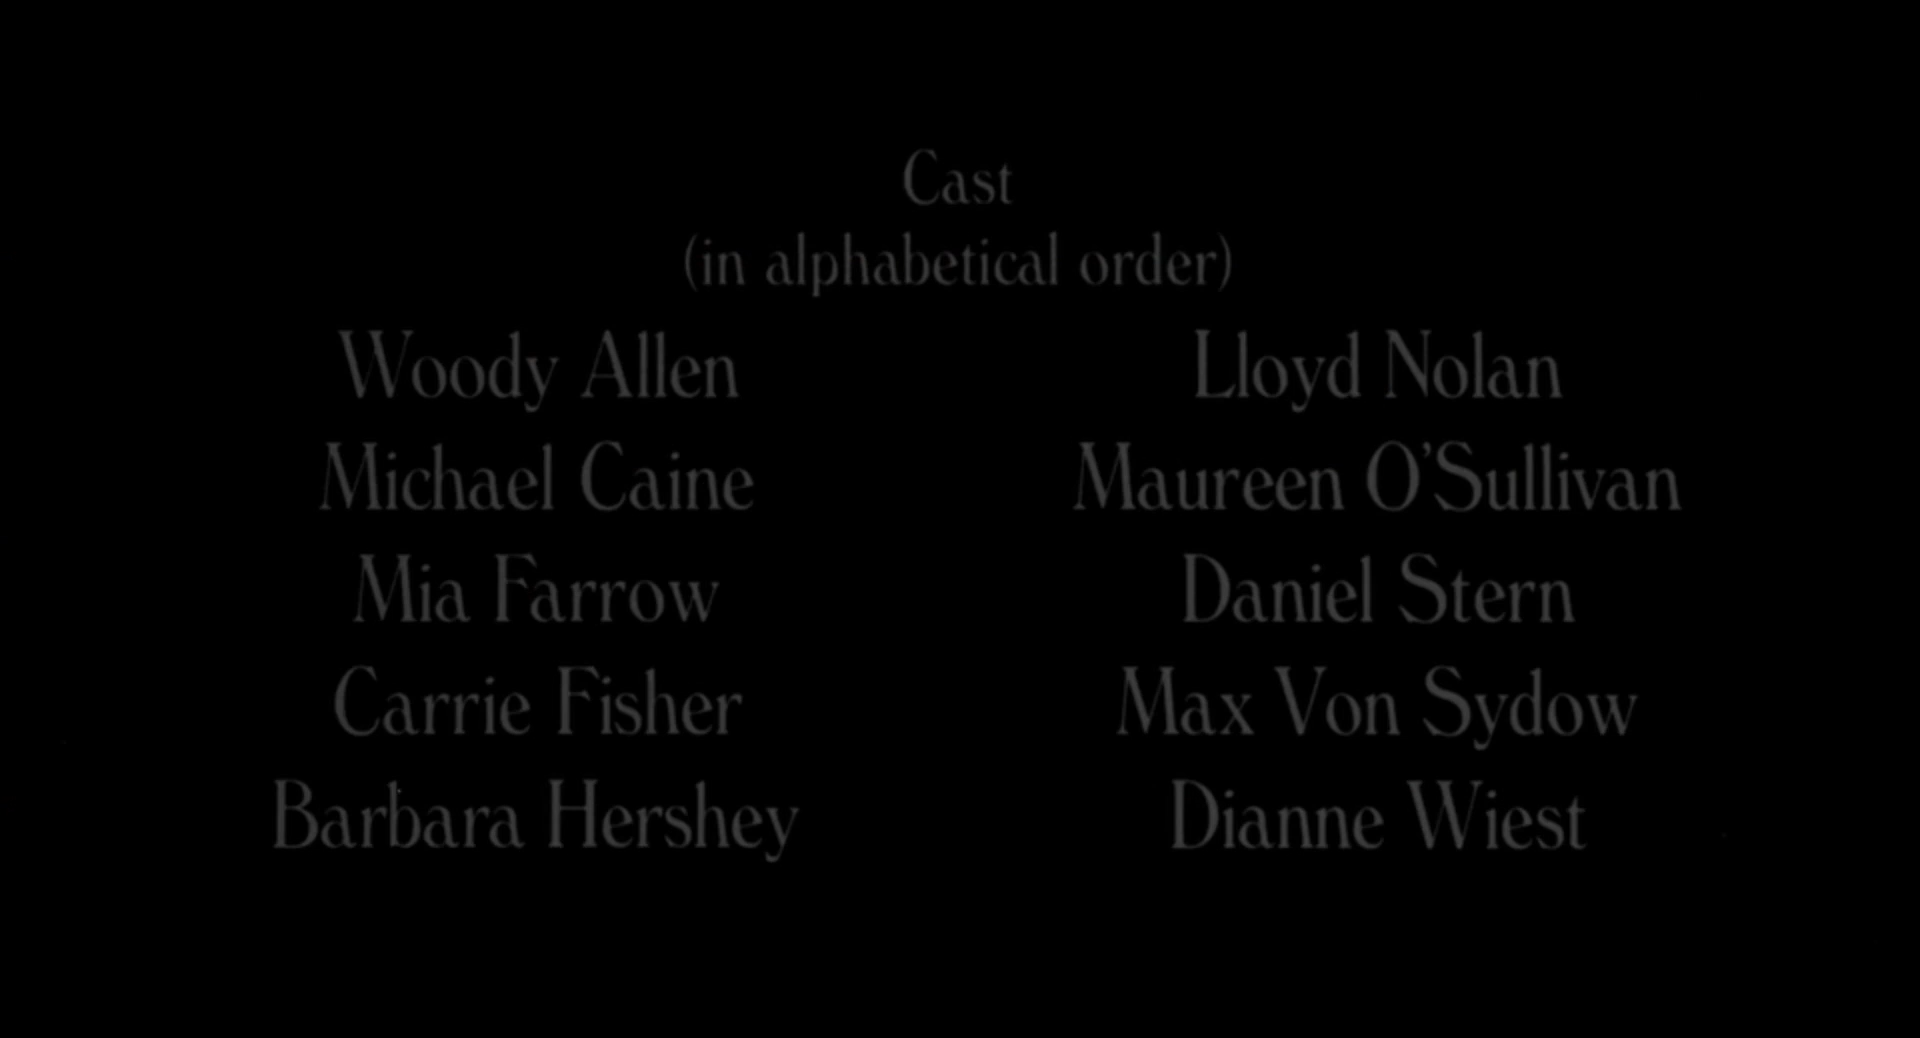 Cast
(in alphabetical order)
Woody Allen
Michael Caine
Mia Farrow
Carrie Fisher
Barbara Hershey
Lloyd Nolan
Maureen O'Sullivan
Daniel Stern
Max Von Sydow
Dianne Wiest